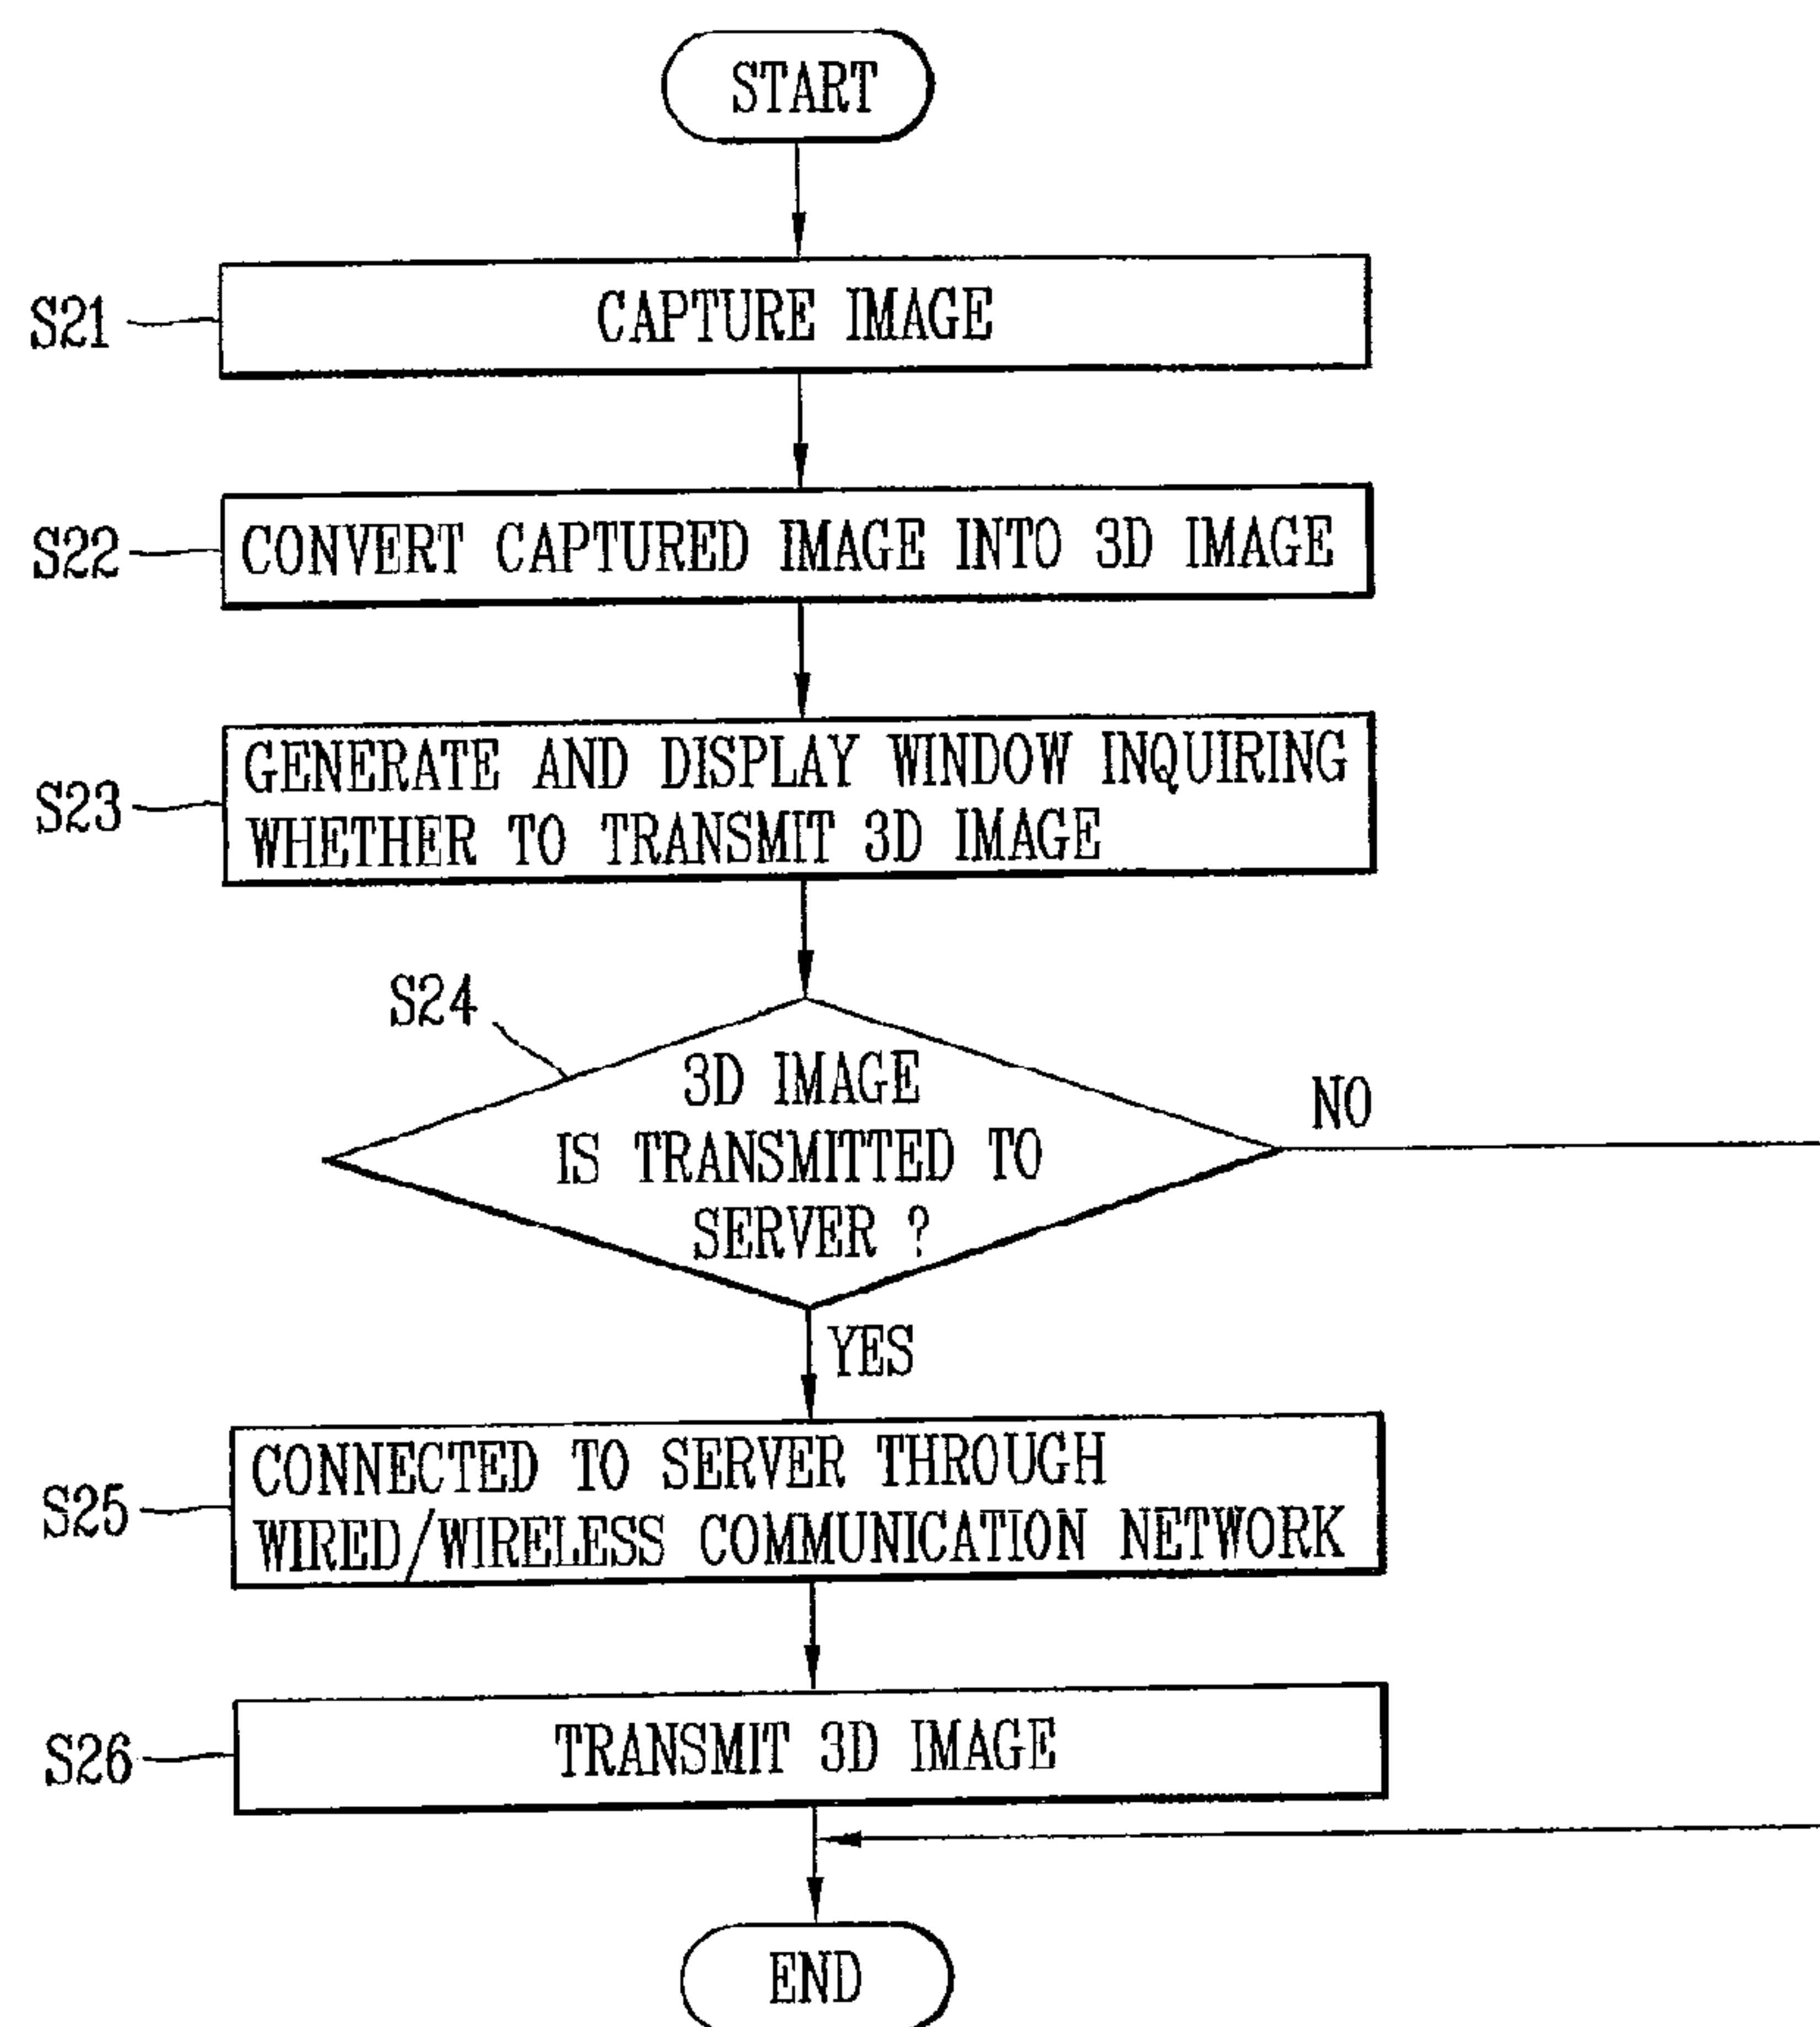 START
S21
CAPTURE IMAGE
S22
CONVERT CAPTURED IMAGE INTO 3D IMAGE
S23
GENERATE AND DISPLAY WINDOW INQUIRING
WHETHER TO TRANSMIT 3D IMAGE
S24
3D IMAGE
IS TRANSMITTED TO
SERVER ?
NO
YES
S25
CONNECTED TO SERVER THROUGH
WIRED/WIRELESS COMMUNICATION NETWORK
S26
TRANSMIT 3D IMAGE
END